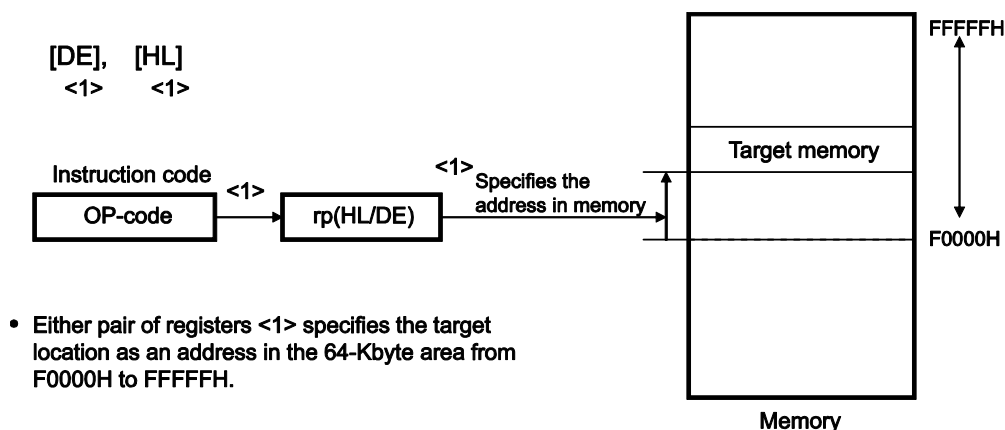 [DE], [HL]
<1> <1>
Instruction code
OP-code
<1>
rp(HL/DE)
<1>
Specifies the
address in memory
Target memory
FFFFFH
F0000H
Memory
• Either pair of registers <1> specifies the target
location as an address in the 64-Kbyte area from
F0000H to FFFFFH.